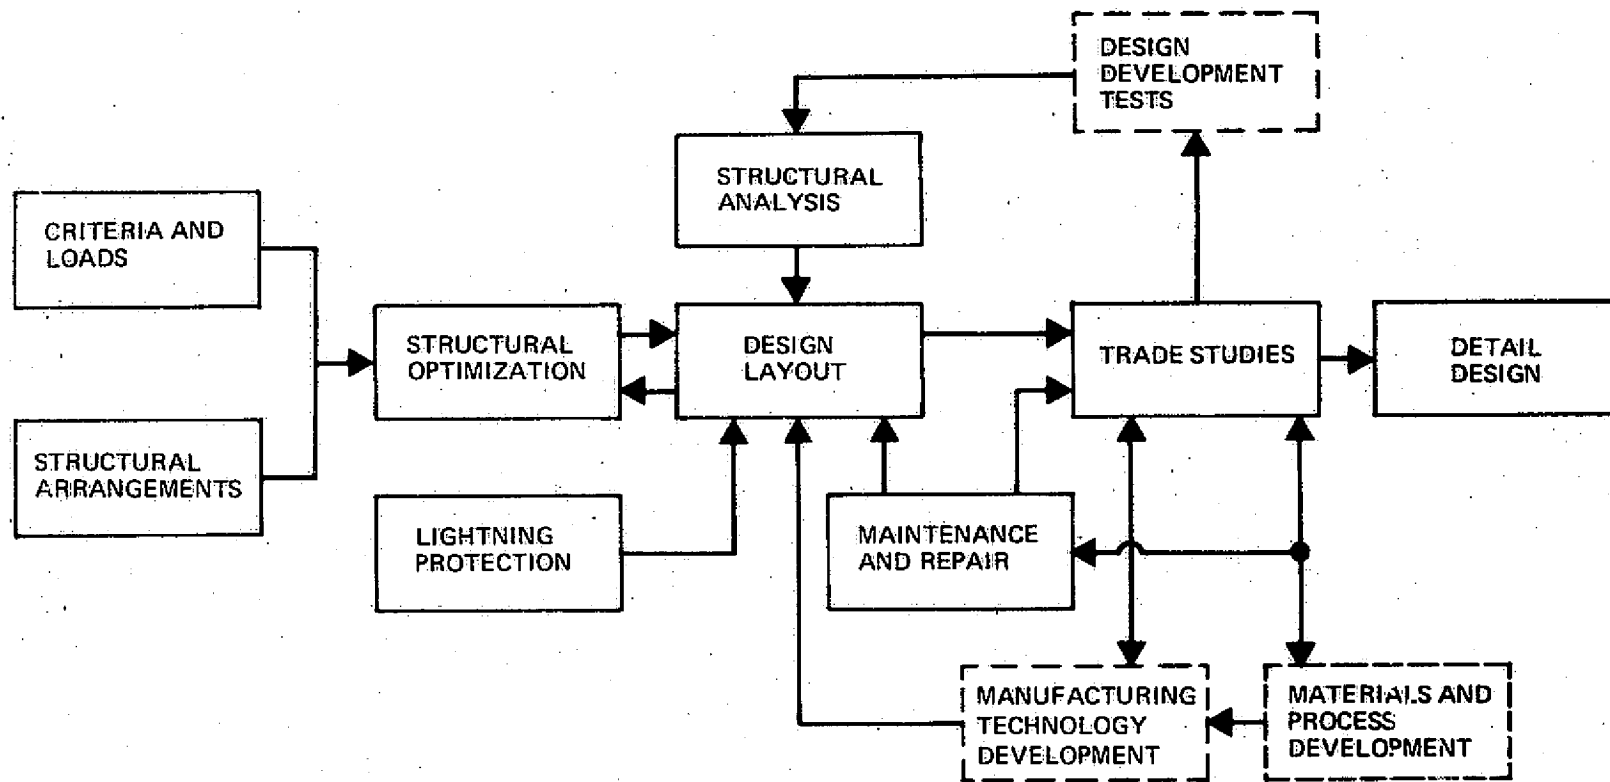 DESIGN
DEVELOPMENT
TESTS
STRUCTURAL
ANALYSIS
CRITERIA AND
LOADS
STRUCTURAL
OPTIMIZATION
DESIGN
LAYOUT
TRADE STUDIES
DETAIL
DESIGN
STRUCTURAL
ARRANGEMENTS
LIGHTNING
PROTECTION
MAINTENANCE
AND REPAIR
MANUFACTURING
TECHNOLOGY
DEVELOPMENT
MATERIALS AND
PROCESS
DEVELOPMENT